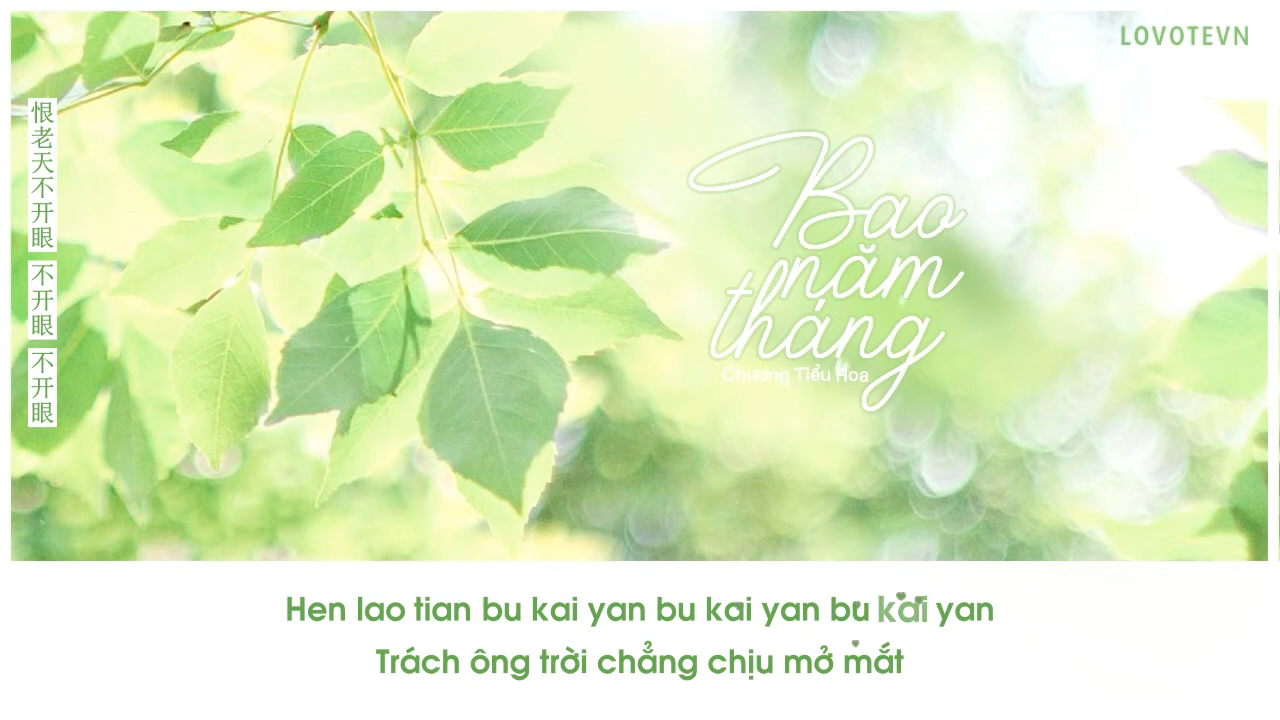 LOVOTEVN
恨老天不开眼 不开眼 不开眼
Bao
năm
tháng
Chương Tiểu Hoa
Hen lao tian bu kai yan bu kai yan bu kai yan
Trách ông trời chẳng chịu mở mắt